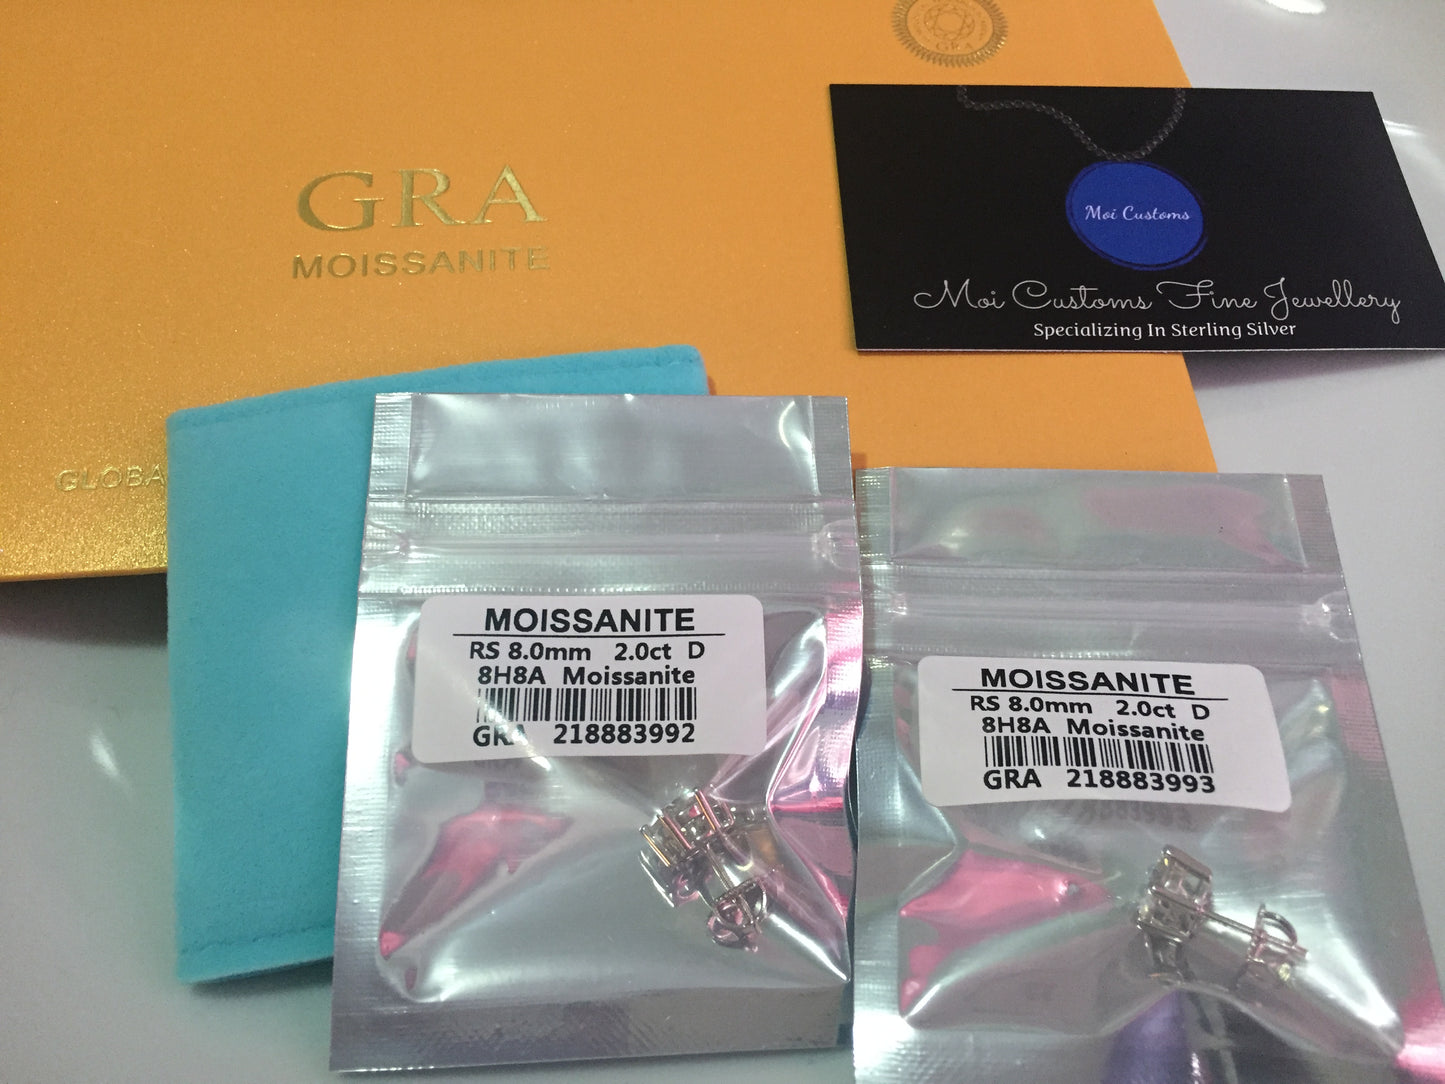 GRA
GRA
MOISSANITE
GLOBA
Moi Customs
Moi Customs Fine Jewellery
Specializing In Sterling Silver
MOISSANITE
RS 8.0mm 2.0ct D
8H8A Moissanite
GRA 218883992
MOISSANITE
RS 8.0mm 2.0ct D
8H8A Moissanite
GRA 218883993